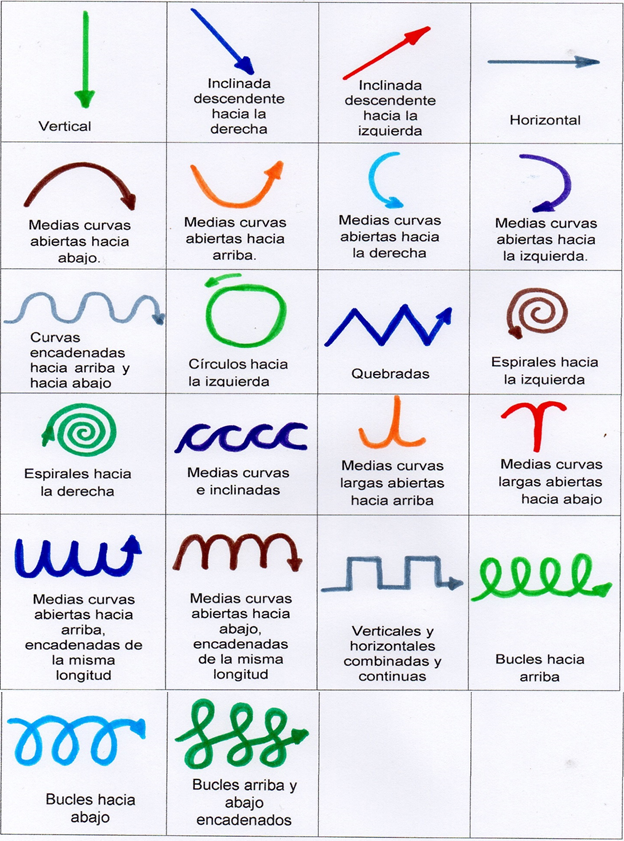 Vertical
Inclinada
descendente
hacia la
derecha
Inclinada
descendente
hacia la
izquierda
Horizontal
Medias curvas
abiertas hacia
abajo.
Medias curvas
abiertas hacia
arriba.
Medias curvas
abiertas hacia
la derecha
Medias curvas
abiertas hacia
la izquierda.
Curvas
encadenadas
hacia arriba y
hacia abajo
Círculos hacia
la izquierda
Quebradas
Espirales hacia
la izquierda
Espirales hacia
la derecha
Medias curvas
e inclinadas
Medias curvas
largas abiertas
hacia arriba
Medias curvas
largas abiertas
hacia abajo
Medias curvas
abiertas hacia
arriba,
encadenadas de
la misma
longitud
Medias curvas
abiertas hacia
abajo,
encadenadas
de la misma
longitud
Verticales y
horizontales
combinadas y
continuas
Bucles hacia
arriba
Bucles hacia
abajo
Bucles arriba y
abajo
encadenados